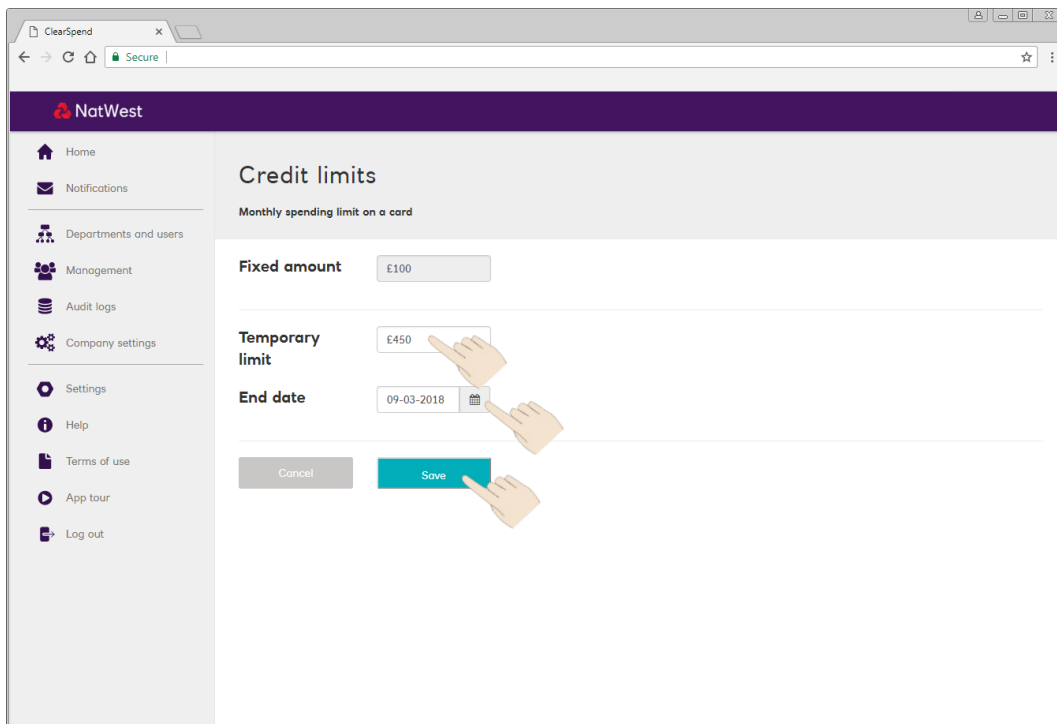 ClearSpend
Secure
NatWest
Home
Notifications
Departments and users
Management
Audit logs
Company settings
Settings
Help
Terms of use
App tour
Log out
Credit limits
Monthly spending limit on a card
Fixed amount
£100
Temporary
limit
£450
End date
09-03-2018
Cancel
Save